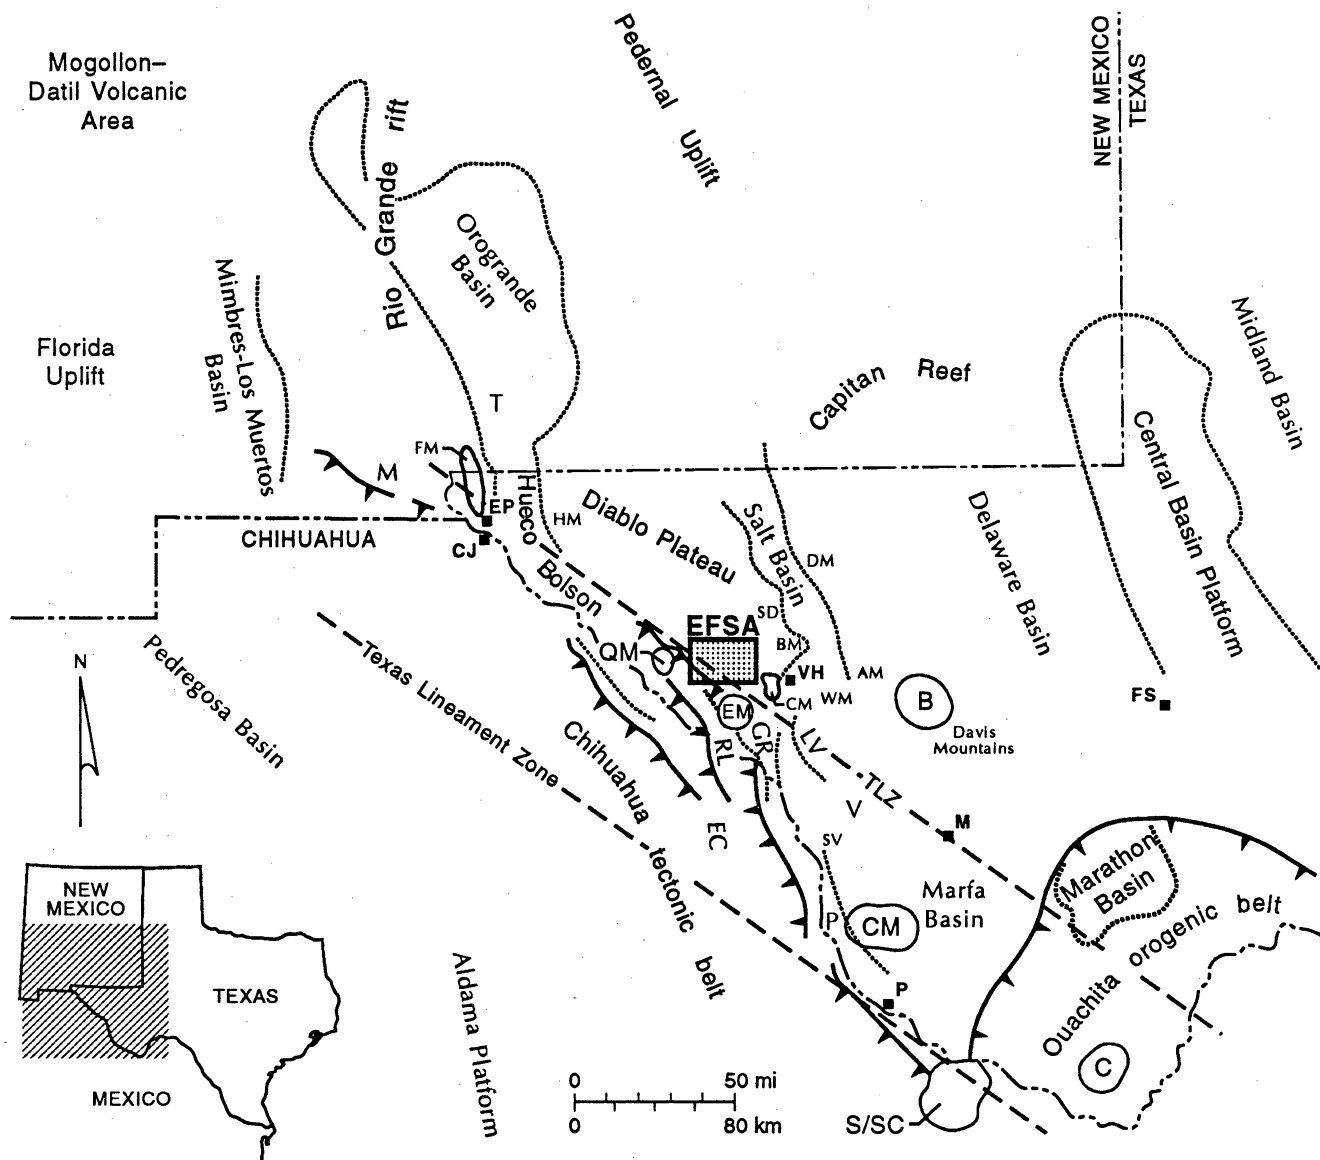 Mogollon–
Datil Volcanic
Area
Pedernal Uplift
NEW MEXICO
TEXAS
Rio Grande rift
Orogrande
Basin
Mimbres-Los Muertos
Basin
Florida
Uplift
Midland Basin
Capitan Reef
Central Basin Platform
T
FM
M
EP
CJ
CHIHUAHUA
Hueco
Bolson
HM
Diablo Plateau
Salt Basin
DM
Delaware Basin
SD
BM
EFSA
VH
AM
WM
CM
QM
EM
GR
RL
LV
B
Davis
Mountains
FS
N
Pedregosa Basin
Texas Lineament Zone
Chihuahua
tectonic
belt
EC
TLZ
V
M
SV
Marfa
Basin
CM
P
P
Marathon
Basin
Ouachita orogenic belt
C
S/SC
Aldama Platform
NEW
MEXICO
TEXAS
MEXICO
0 50 mi
0 80 km